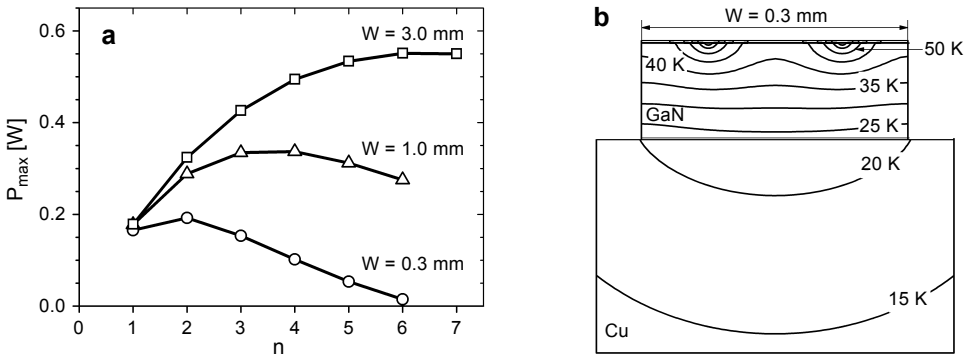 a
P_max [W]
0.6
0.4
0.2
0.0
W = 3.0 mm
W = 1.0 mm
W = 0.3 mm
1 2 3 4 5 6 7
n
b
W = 0.3 mm
50 K
40 K
35 K
GaN
25 K
20 K
15 K
Cu